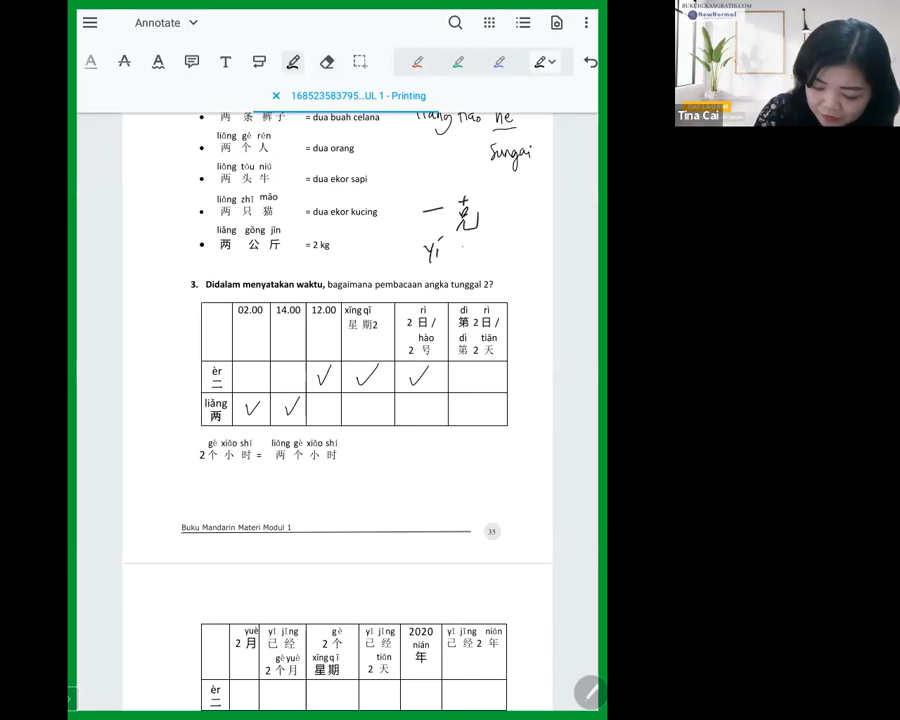 Annotate
168523583795...UL 1 - Printing
BUKUBEKASGRATIS.COM
NewNormal
Tina Cai
两 条 裤 子 = dua buah celana
liǎng tiáo hé
liǎng gè rén
• 两 个 人 = dua orang
sungai
liǎng tóu niú
• 两 头 牛 = dua ekor sapi
liǎng zhī māo
• 两 只 猫 = dua ekor kucing
一 克
liǎng gōng jīn
• 两 公 斤 = 2 kg
yí
3. Didalam menyatakan waktu, bagaimana pembacaan angka tunggal 2?
02.00 14.00 12.00 xīng qī rì dì rì
星 期2 2 日 / 第 2 日 /
hào dì tiān
2 号 第 2 天
èr
二 ✓ ✓ ✓
liǎng
两 ✓ ✓
gè xiǎo shí liǎng gè xiǎo shí
2 个 小 时 = 两 个 小 时
Buku Mandarin Materi Modul 1
35
yuè yǐ jīng gè yǐ jīng 2020 yǐ jīng nián
2 月 已 经 2 个 已 经 nián 已 经 2 年
gè yuè xīng qī tiān 年
2 个 月 星 期 2 天
èr
二